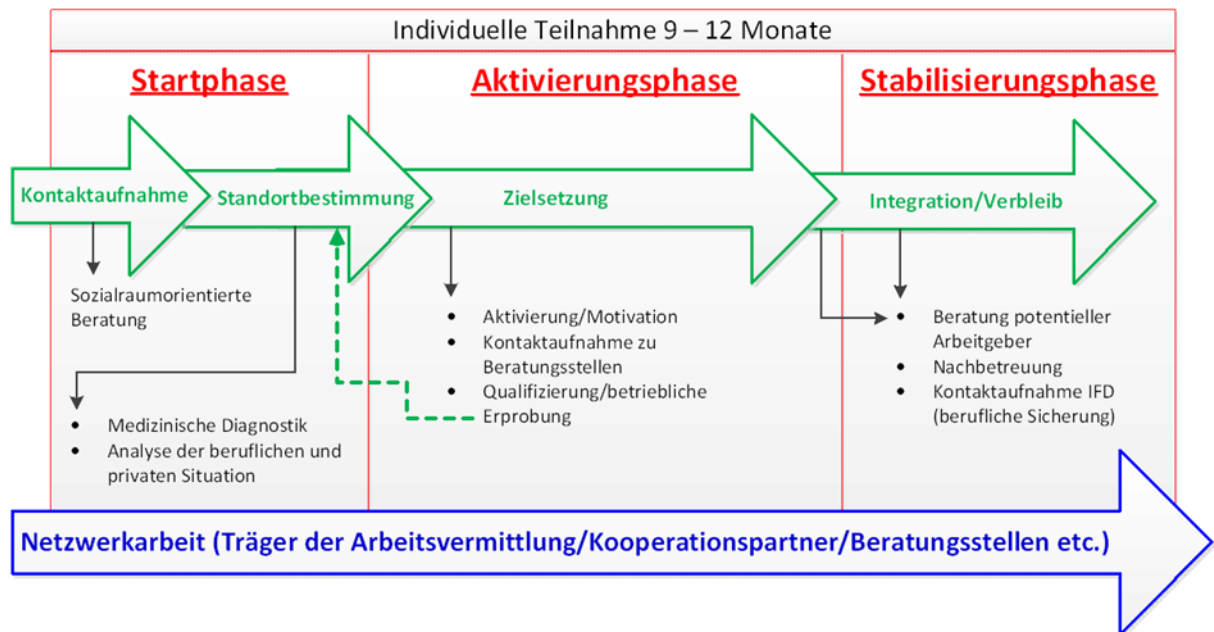 Individuelle Teilnahme 9 – 12 Monate
Startphase
Aktivierungsphase
Stabilisierungsphase
Kontaktaufnahme
Standortbestimmung
Zielsetzung
Integration/Verbleib
Sozialraumorientierte
Beratung
• Medizinische Diagnostik
• Analyse der beruflichen und
privaten Situation
• Aktivierung/Motivation
• Kontaktaufnahme zu
Beratungsstellen
• Qualifizierung/betriebliche
Erprobung
• Beratung potentieller
Arbeitgeber
• Nachbetreuung
• Kontaktaufnahme IFD
(berufliche Sicherung)
Netzwerkarbeit (Träger der Arbeitsvermittlung/Kooperationspartner/Beratungsstellen etc.)